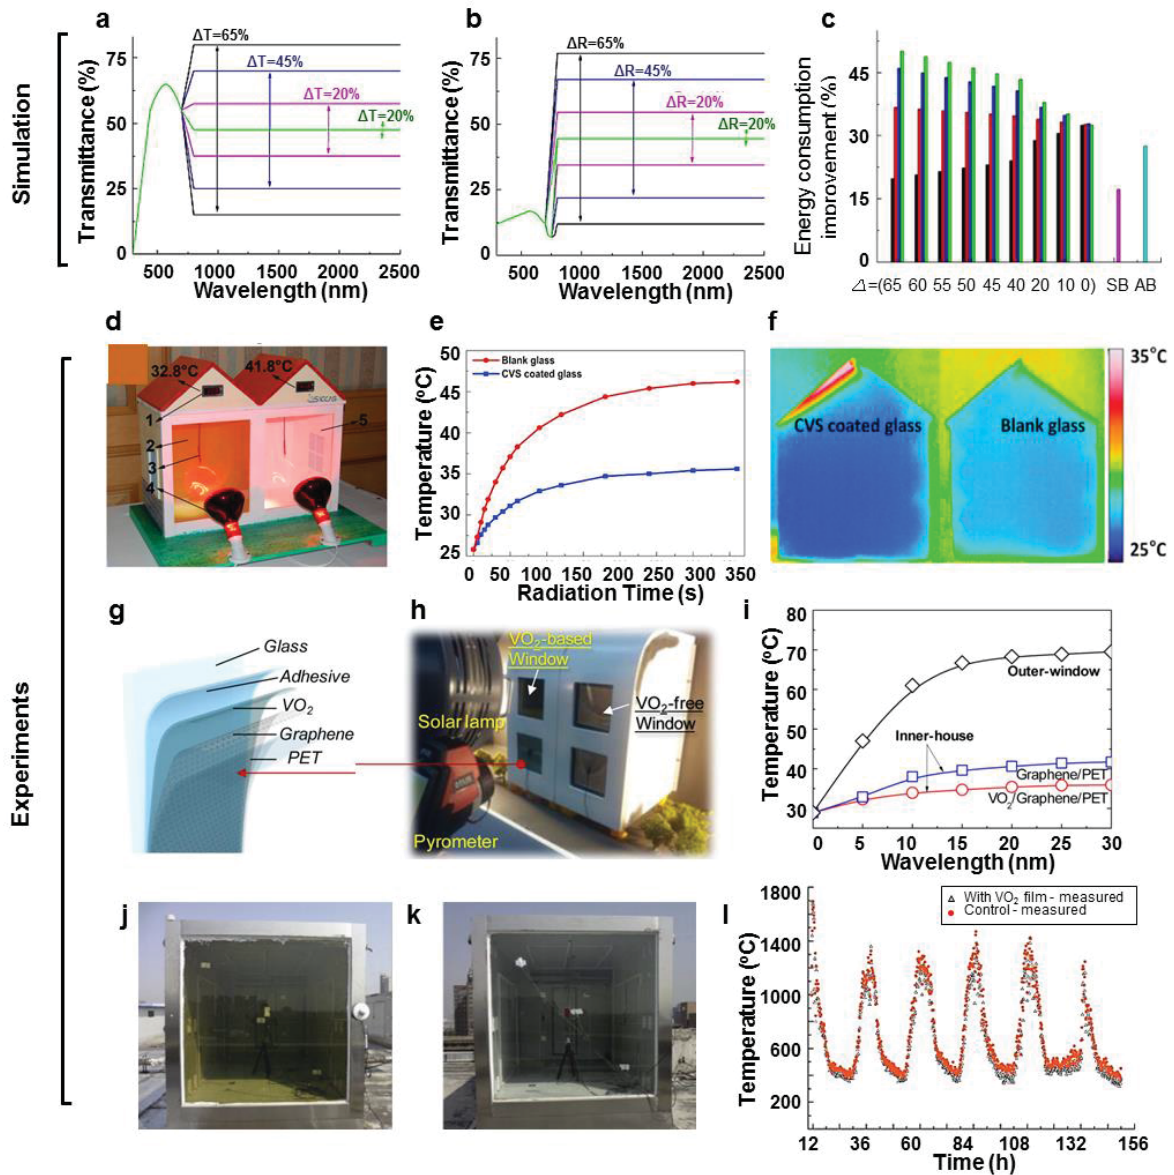 Simulation
a
ΔT=65%
ΔT=45%
ΔT=20%
ΔT=20%
Transmittance (%)
75
50
25
0
500 1000 1500 2000 2500
Wavelength (nm)
b
ΔR=65%
ΔR=45%
ΔR=20%
ΔR=20%
Transmittance (%)
75
50
25
0
500 1000 1500 2000 2500
Wavelength (nm)
c
Energy consumption
improvement (%)
45
30
15
0
⊿=(65 60 55 50 45 40 20 10 0) SB AB
Experiments
d
32.8°C
41.8°C
1
2
3
4
5
e
Blank glass
CVS coated glass
Temperature (ºC)
50
45
40
35
30
25
0 50 100 150 200 250 300 350
Radiation Time (s)
f
CVS coated glass
Blank glass
35°C
25°C
g
Glass
Adhesive
VO2
Graphene
PET
h
VO2-based
Window
VO2-free
Window
Solar lamp
Pyrometer
i
Temperature (ºC)
80
70
60
50
40
30
Outer-window
Inner-house
Graphene/PET
VO2/Graphene/PET
0 5 10 15 20 25 30
Wavelength (nm)
j
k
l
With VO2 film - measured
Control - measured
Temperature (ºC)
1800
1400
1000
600
200
12 36 60 84 108 132 156
Time (h)